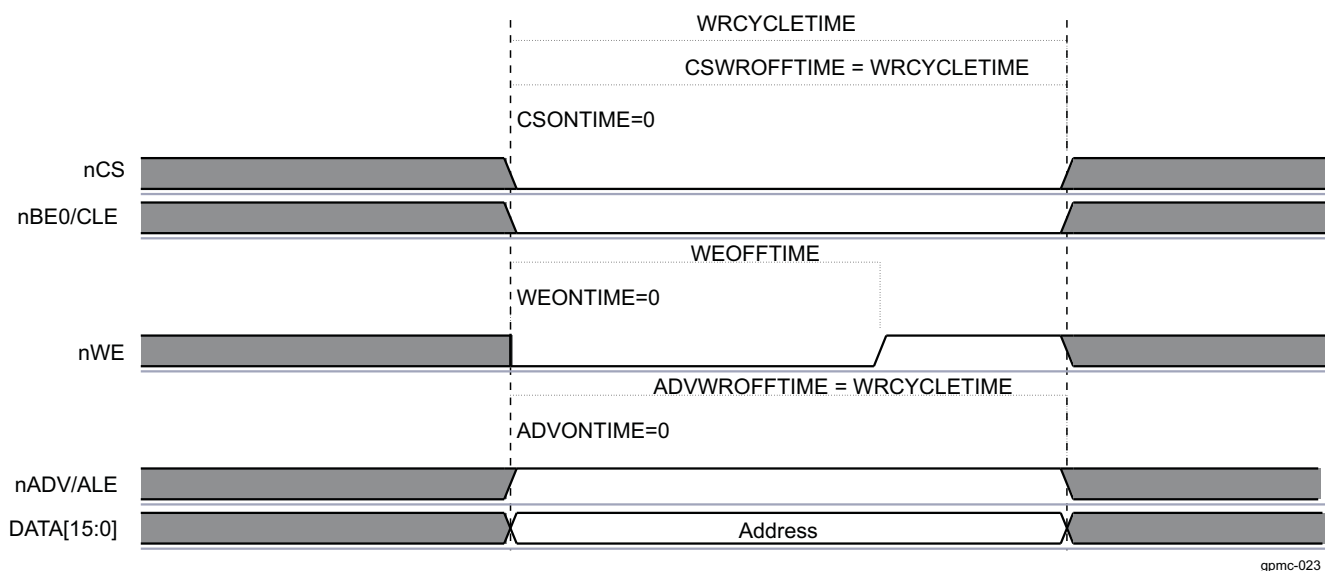 WRCYCLETIME
CSWROFFTIME = WRCYCLETIME
CSONTIME=0
nCS
nBE0/CLE
WEOFFTIME
WEONTIME=0
nWE
ADVWROFFTIME = WRCYCLETIME
ADVONTIME=0
nADV/ALE
DATA[15:0]
Address
gpmc-023